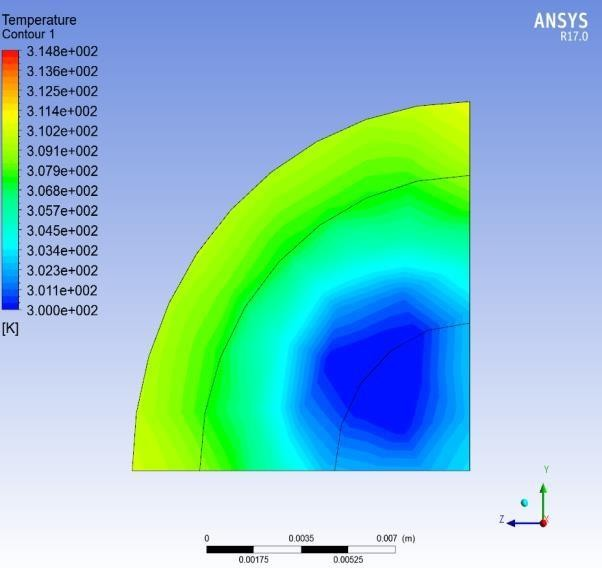 Temperature
Contour 1
3.148e+002
3.136e+002
3.125e+002
3.114e+002
3.102e+002
3.091e+002
3.079e+002
3.068e+002
3.057e+002
3.045e+002
3.034e+002
3.023e+002
3.011e+002
3.000e+002
[K]
ANSYS
R17.0
Y
Z
X
0 0.0035 0.007 (m)
0.00175 0.00525